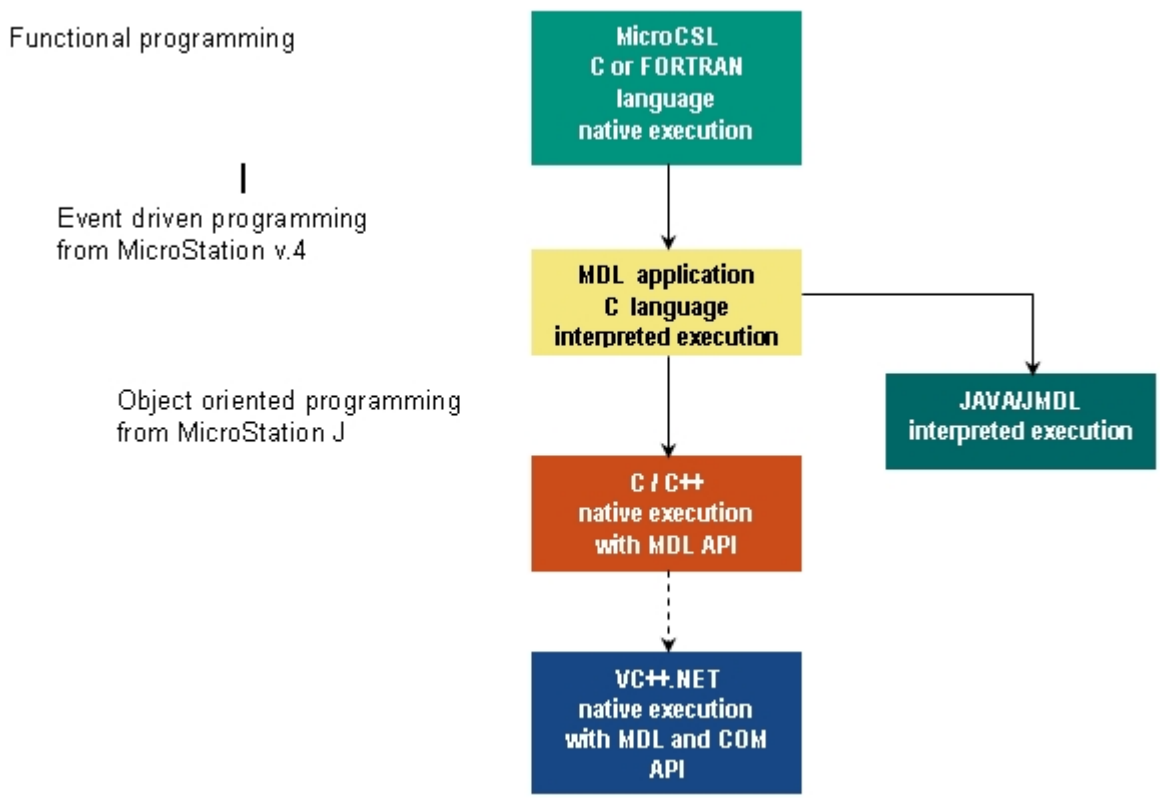 Functional programming
MicroCSL
C or FORTRAN
language
native execution
Event driven programming
from MicroStation v.4
MDL application
C language
interpreted execution
Object oriented programming
from MicroStation J
JAVA/JMDL
interpreted execution
C / C++
native execution
with MDL API
VC++.NET
native execution
with MDL and COM
API